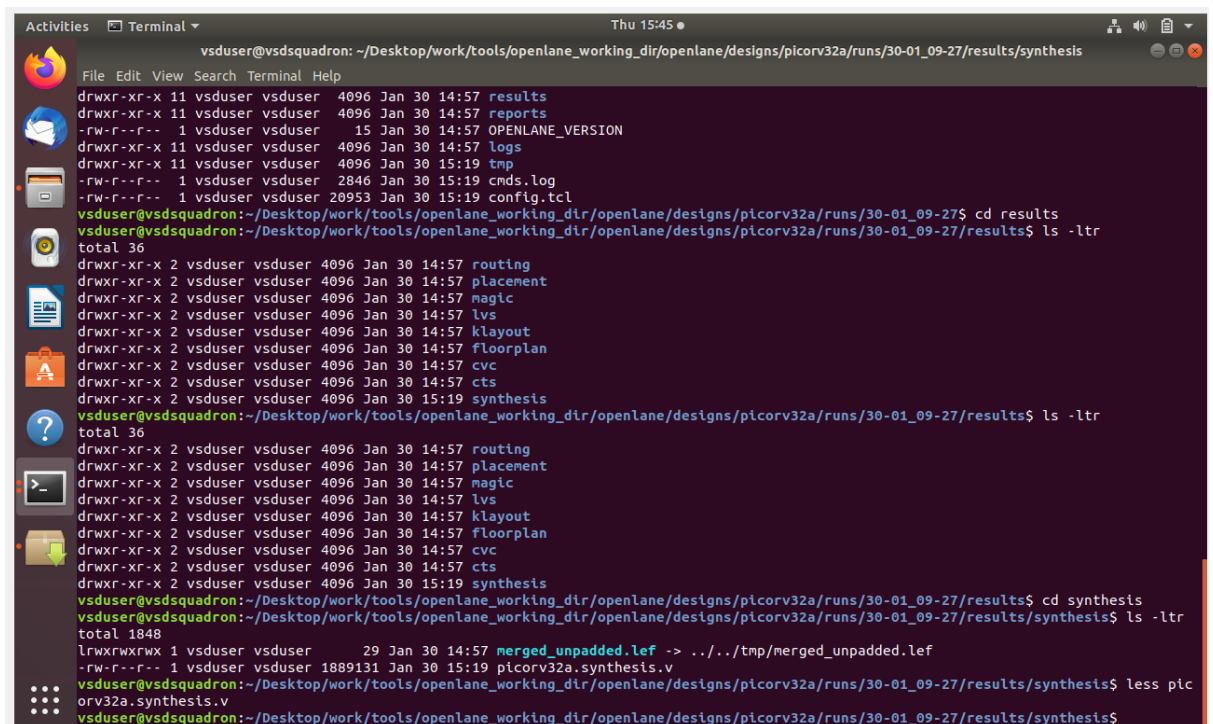 Activities Terminal Thu 15:45
vsduser@vsdsquadron: ~/Desktop/work/tools/openlane_working_dir/openlane/designs/picorv32a/runs/30-01_09-27/results/synthesis
File Edit View Search Terminal Help
drwxr-xr-x 11 vsduser vsduser 4096 Jan 30 14:57 results
drwxr-xr-x 11 vsduser vsduser 4096 Jan 30 14:57 reports
-rw-r--r-- 1 vsduser vsduser 15 Jan 30 14:57 OPENLANE_VERSION
drwxr-xr-x 11 vsduser vsduser 4096 Jan 30 14:57 logs
drwxr-xr-x 11 vsduser vsduser 4096 Jan 30 15:19 tmp
-rw-r--r-- 1 vsduser vsduser 2846 Jan 30 15:19 cmds.log
-rw-r--r-- 1 vsduser vsduser 20953 Jan 30 15:19 config.tcl
vsduser@vsdsquadron:~/Desktop/work/tools/openlane_working_dir/openlane/designs/picorv32a/runs/30-01_09-27$ cd results
vsduser@vsdsquadron:~/Desktop/work/tools/openlane_working_dir/openlane/designs/picorv32a/runs/30-01_09-27/results$ ls -ltr
total 36
drwxr-xr-x 2 vsduser vsduser 4096 Jan 30 14:57 routing
drwxr-xr-x 2 vsduser vsduser 4096 Jan 30 14:57 placement
drwxr-xr-x 2 vsduser vsduser 4096 Jan 30 14:57 magic
drwxr-xr-x 2 vsduser vsduser 4096 Jan 30 14:57 lvs
drwxr-xr-x 2 vsduser vsduser 4096 Jan 30 14:57 klayout
drwxr-xr-x 2 vsduser vsduser 4096 Jan 30 14:57 floorplan
drwxr-xr-x 2 vsduser vsduser 4096 Jan 30 14:57 cvc
drwxr-xr-x 2 vsduser vsduser 4096 Jan 30 14:57 cts
drwxr-xr-x 2 vsduser vsduser 4096 Jan 30 15:19 synthesis
vsduser@vsdsquadron:~/Desktop/work/tools/openlane_working_dir/openlane/designs/picorv32a/runs/30-01_09-27/results$ ls -ltr
total 36
drwxr-xr-x 2 vsduser vsduser 4096 Jan 30 14:57 routing
drwxr-xr-x 2 vsduser vsduser 4096 Jan 30 14:57 placement
drwxr-xr-x 2 vsduser vsduser 4096 Jan 30 14:57 magic
drwxr-xr-x 2 vsduser vsduser 4096 Jan 30 14:57 lvs
drwxr-xr-x 2 vsduser vsduser 4096 Jan 30 14:57 klayout
drwxr-xr-x 2 vsduser vsduser 4096 Jan 30 14:57 floorplan
drwxr-xr-x 2 vsduser vsduser 4096 Jan 30 14:57 cvc
drwxr-xr-x 2 vsduser vsduser 4096 Jan 30 14:57 cts
drwxr-xr-x 2 vsduser vsduser 4096 Jan 30 15:19 synthesis
vsduser@vsdsquadron:~/Desktop/work/tools/openlane_working_dir/openlane/designs/picorv32a/runs/30-01_09-27/results$ cd synthesis
vsduser@vsdsquadron:~/Desktop/work/tools/openlane_working_dir/openlane/designs/picorv32a/runs/30-01_09-27/results/synthesis$ ls -ltr
total 1848
lrwxrwxrwx 1 vsduser vsduser 29 Jan 30 14:57 merged_unpadded.lef -> ../../tmp/merged_unpadded.lef
-rw-r--r-- 1 vsduser vsduser 1889131 Jan 30 15:19 picorv32a.synthesis.v
vsduser@vsdsquadron:~/Desktop/work/tools/openlane_working_dir/openlane/designs/picorv32a/runs/30-01_09-27/results/synthesis$ less pic
orv32a.synthesis.v
vsduser@vsdsquadron:~/Desktop/work/tools/openlane_working_dir/openlane/designs/picorv32a/runs/30-01_09-27/results/synthesis$